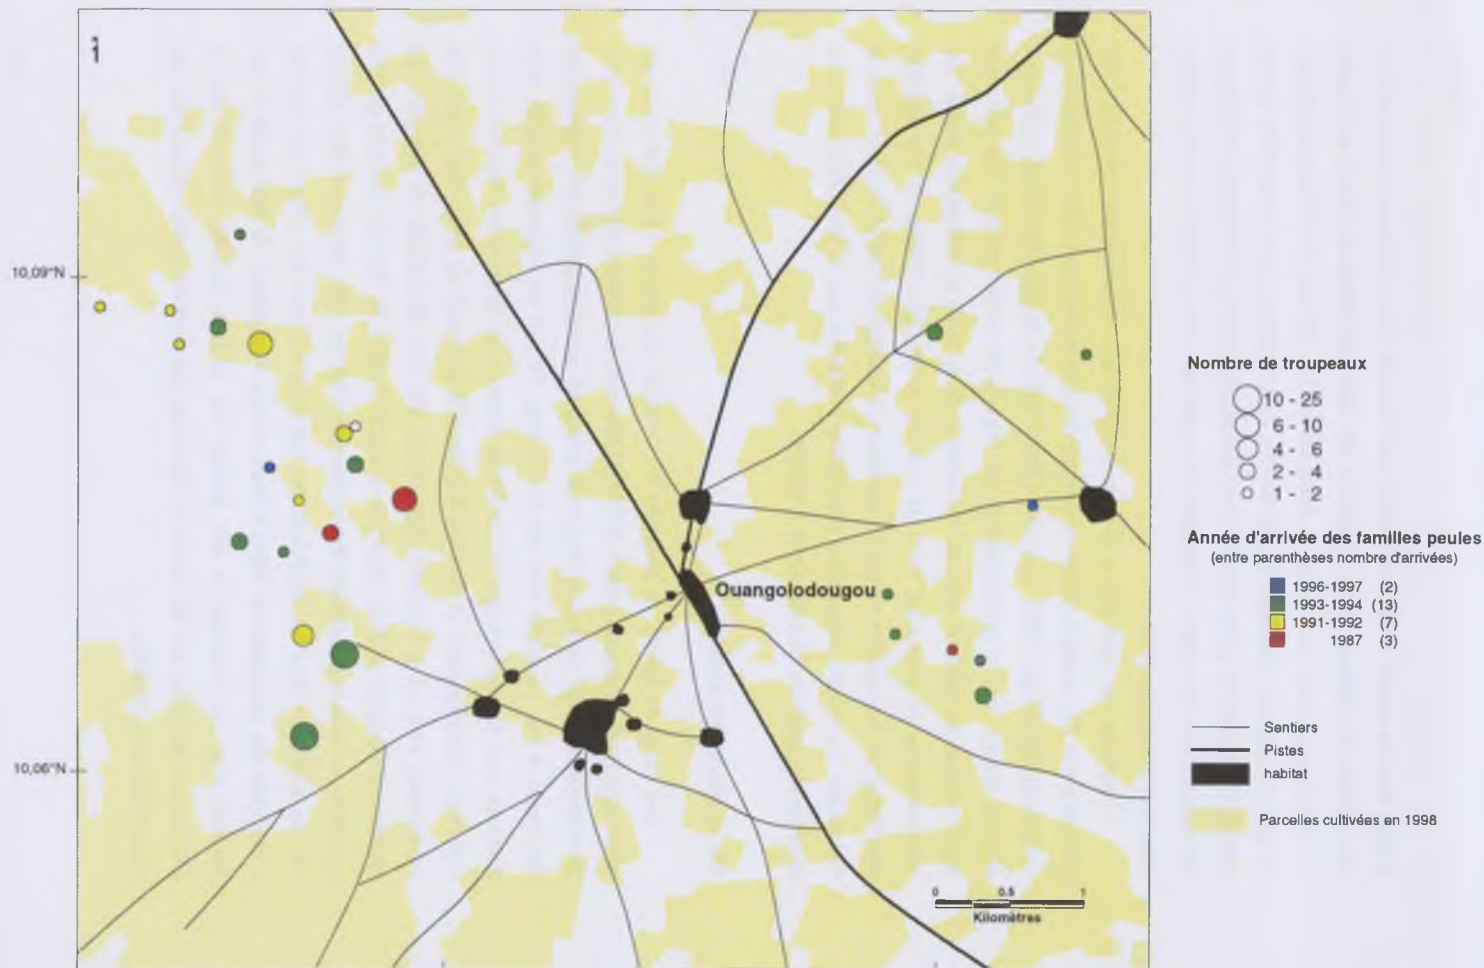 1
10,09°N
10,06°N
Ouangolodougou
0 0.5 1
Kilomètres
Nombre de troupeaux
10 - 25
6 - 10
4 - 6
2 - 4
1 - 2
Année d'arrivée des familles peules
(entre parenthèses nombre d'arrivées)
1996-1997 (2)
1993-1994 (13)
1991-1992 (7)
1987 (3)
Sentiers
Pistes
habitat
Parcelles cultivées en 1998